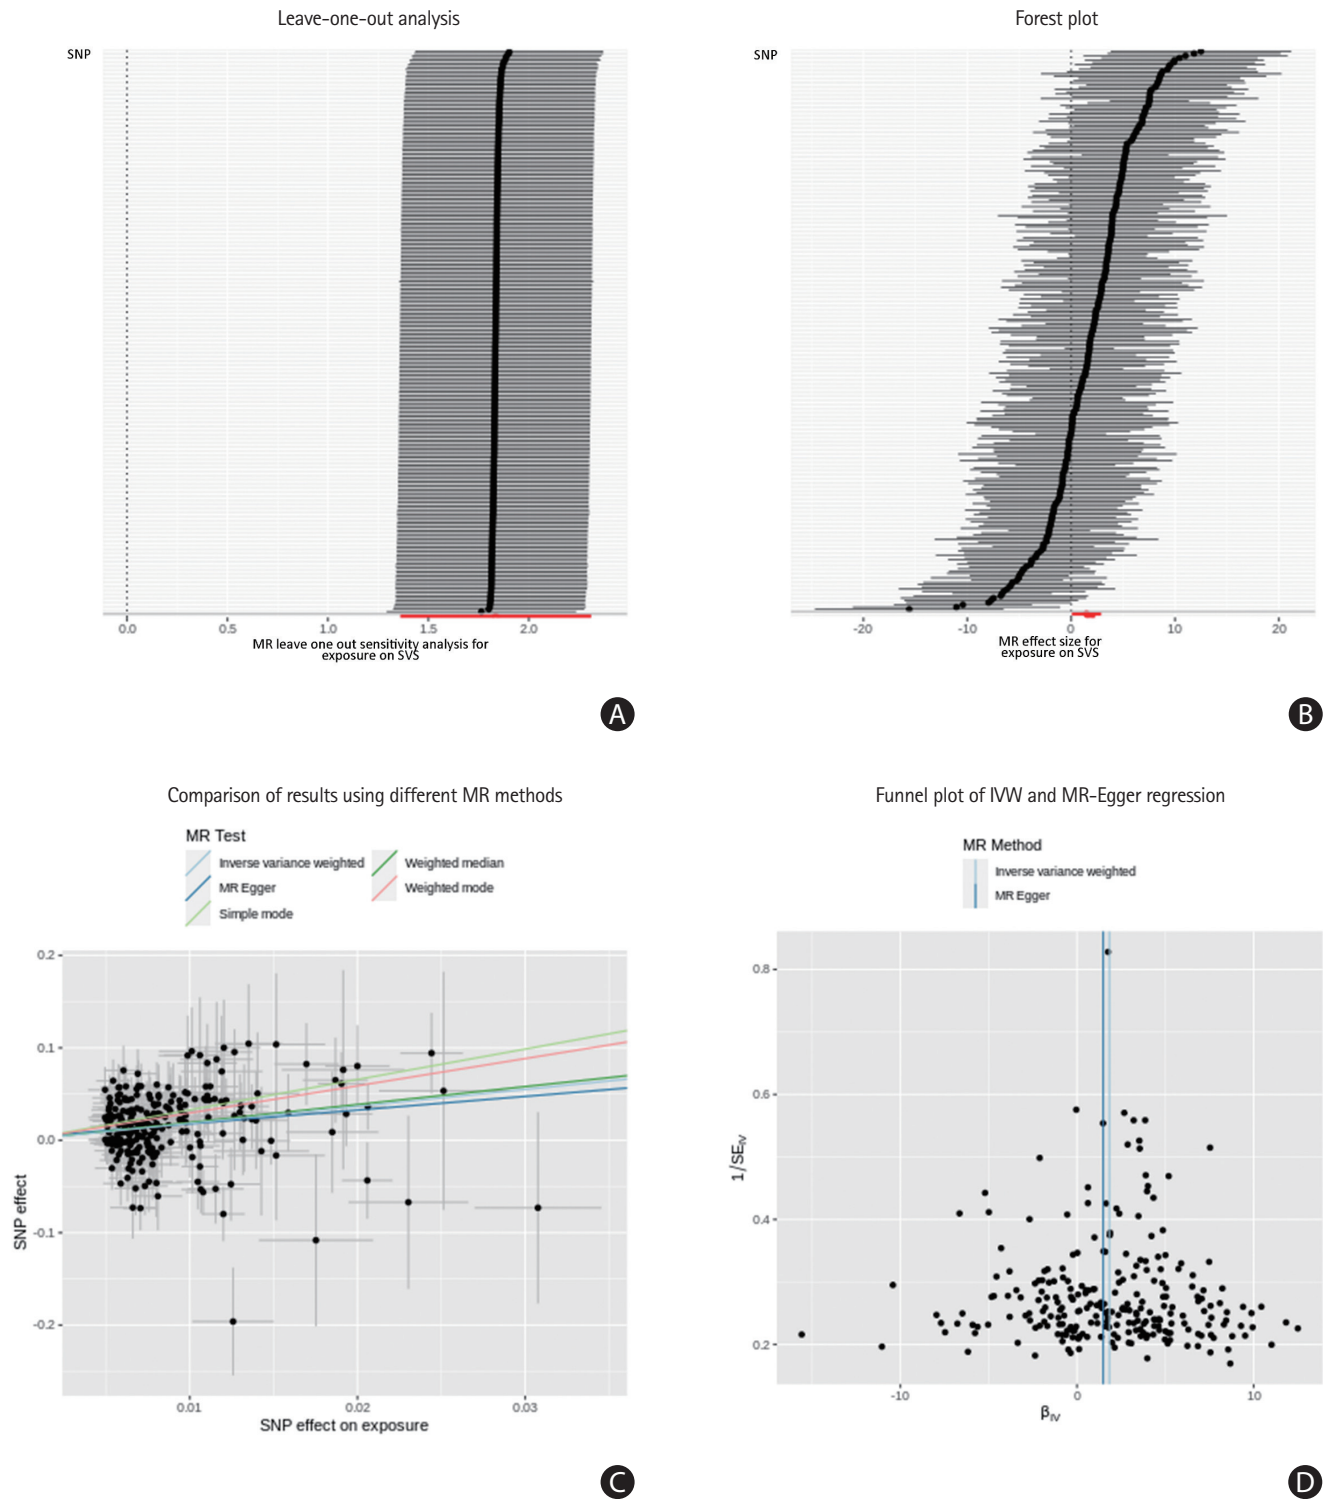 Leave-one-out analysis
SNP
0.0 0.5 1.0 1.5 2.0
MR leave one out sensitivity analysis for
exposure on SVS
A
Forest plot
SNP
-20 -10 0 10 20
MR effect size for
exposure on SVS
B
Comparison of results using different MR methods
MR Test
Inverse variance weighted Weighted median
MR Egger Weighted mode
Simple mode
0.2
0.1
0.0
-0.1
-0.2
SNP effect
0.01 0.02 0.03
SNP effect on exposure
C
Funnel plot of IVW and MR-Egger regression
MR Method
Inverse variance weighted
MR Egger
0.8
0.6
0.4
0.2
1/SE_IV
-10 0 10
β_IV
D